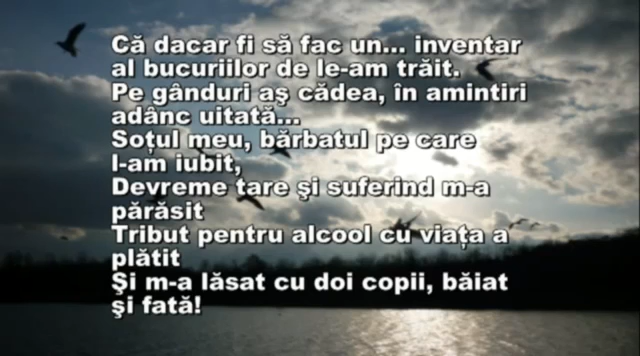 Că dacar fi să fac un... inventar
al bucuriilor de le-am trăit.
Pe gânduri aş cădea, în amintiri
adânc uitată...
Soţul meu, bărbatul pe care
l-am iubit,
Devreme tare şi suferind m-a
părăsit
Tribut pentru alcool cu viaţa a
plătit
Şi m-a lăsat cu doi copii, băiat
şi fată!